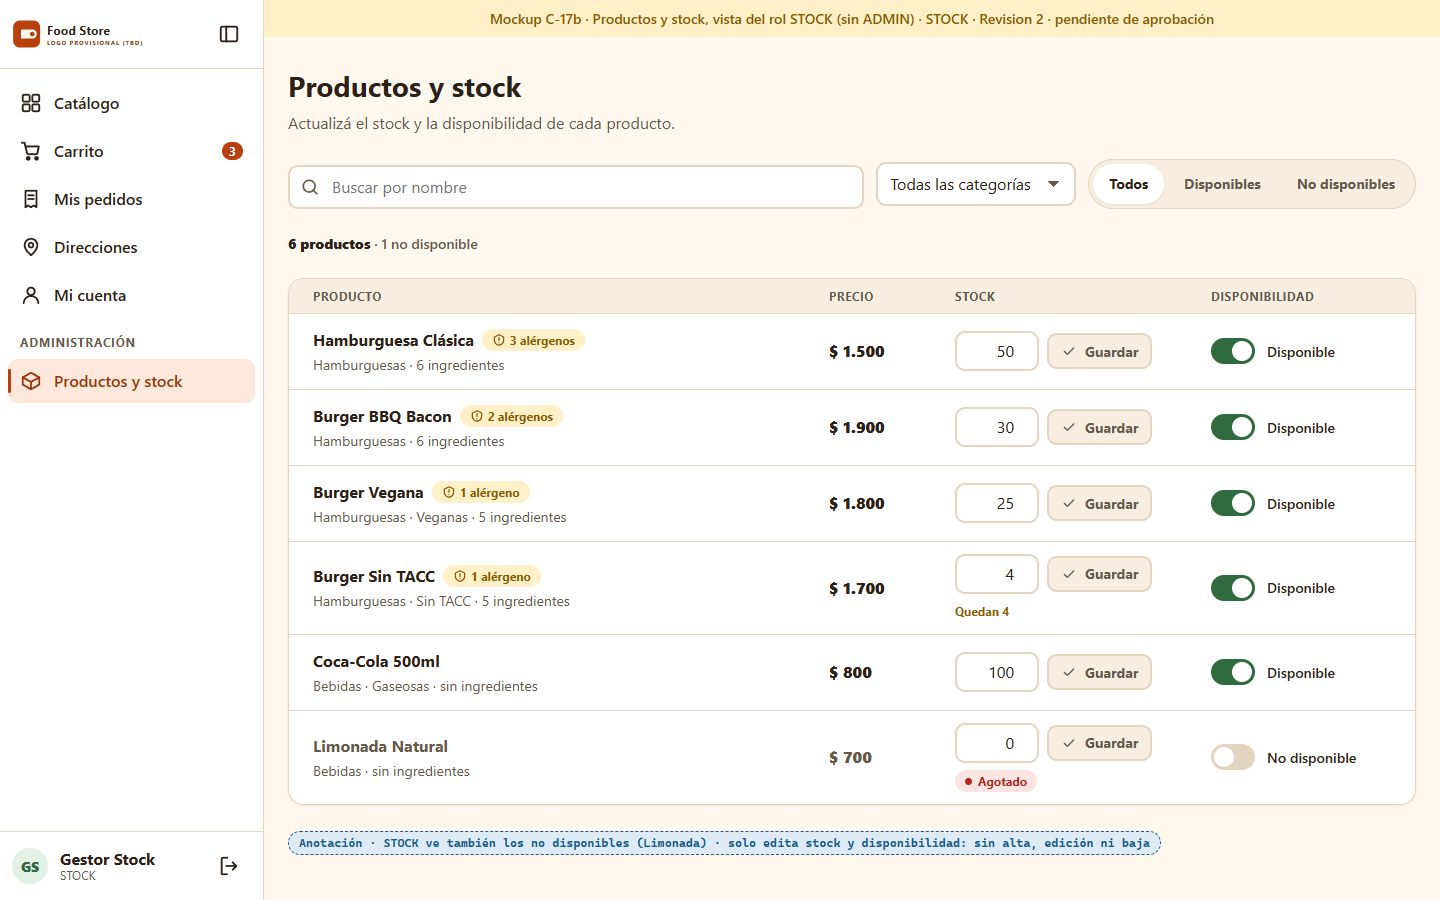 Food Store
LOGO PROVISIONAL (TBD)
Catálogo
Carrito
3
Mis pedidos
Direcciones
Mi cuenta
ADMINISTRACIÓN
Productos y stock
Gestor Stock
GS
STOCK
Mockup C-17b · Productos y stock, vista del rol STOCK (sin ADMIN) · STOCK · Revision 2 · pendiente de aprobación
Productos y stock
Actualizá el stock y la disponibilidad de cada producto.
Buscar por nombre
Todas las categorías
Todos
Disponibles
No disponibles
6 productos · 1 no disponible
PRODUCTO PRECIO STOCK DISPONIBILIDAD
Hamburguesa Clásica 3 alérgenos
Hamburguesas · 6 ingredientes
$ 1.500 50 Guardar Disponible
Burger BBQ Bacon 2 alérgenos
Hamburguesas · 6 ingredientes
$ 1.900 30 Guardar Disponible
Burger Vegana 1 alérgeno
Hamburguesas · Veganas · 5 ingredientes
$ 1.800 25 Guardar Disponible
Burger Sin TACC 1 alérgeno
Hamburguesas · Sin TACC · 5 ingredientes
$ 1.700 4 Guardar Disponible
Quedan 4
Coca-Cola 500ml
Bebidas · Gaseosas · sin ingredientes
$ 800 100 Guardar Disponible
Limonada Natural
Bebidas · sin ingredientes
$ 700 0 Guardar No disponible
Agotado
Anotación · STOCK ve también los no disponibles (Limonada) · solo edita stock y disponibilidad: sin alta, edición ni baja